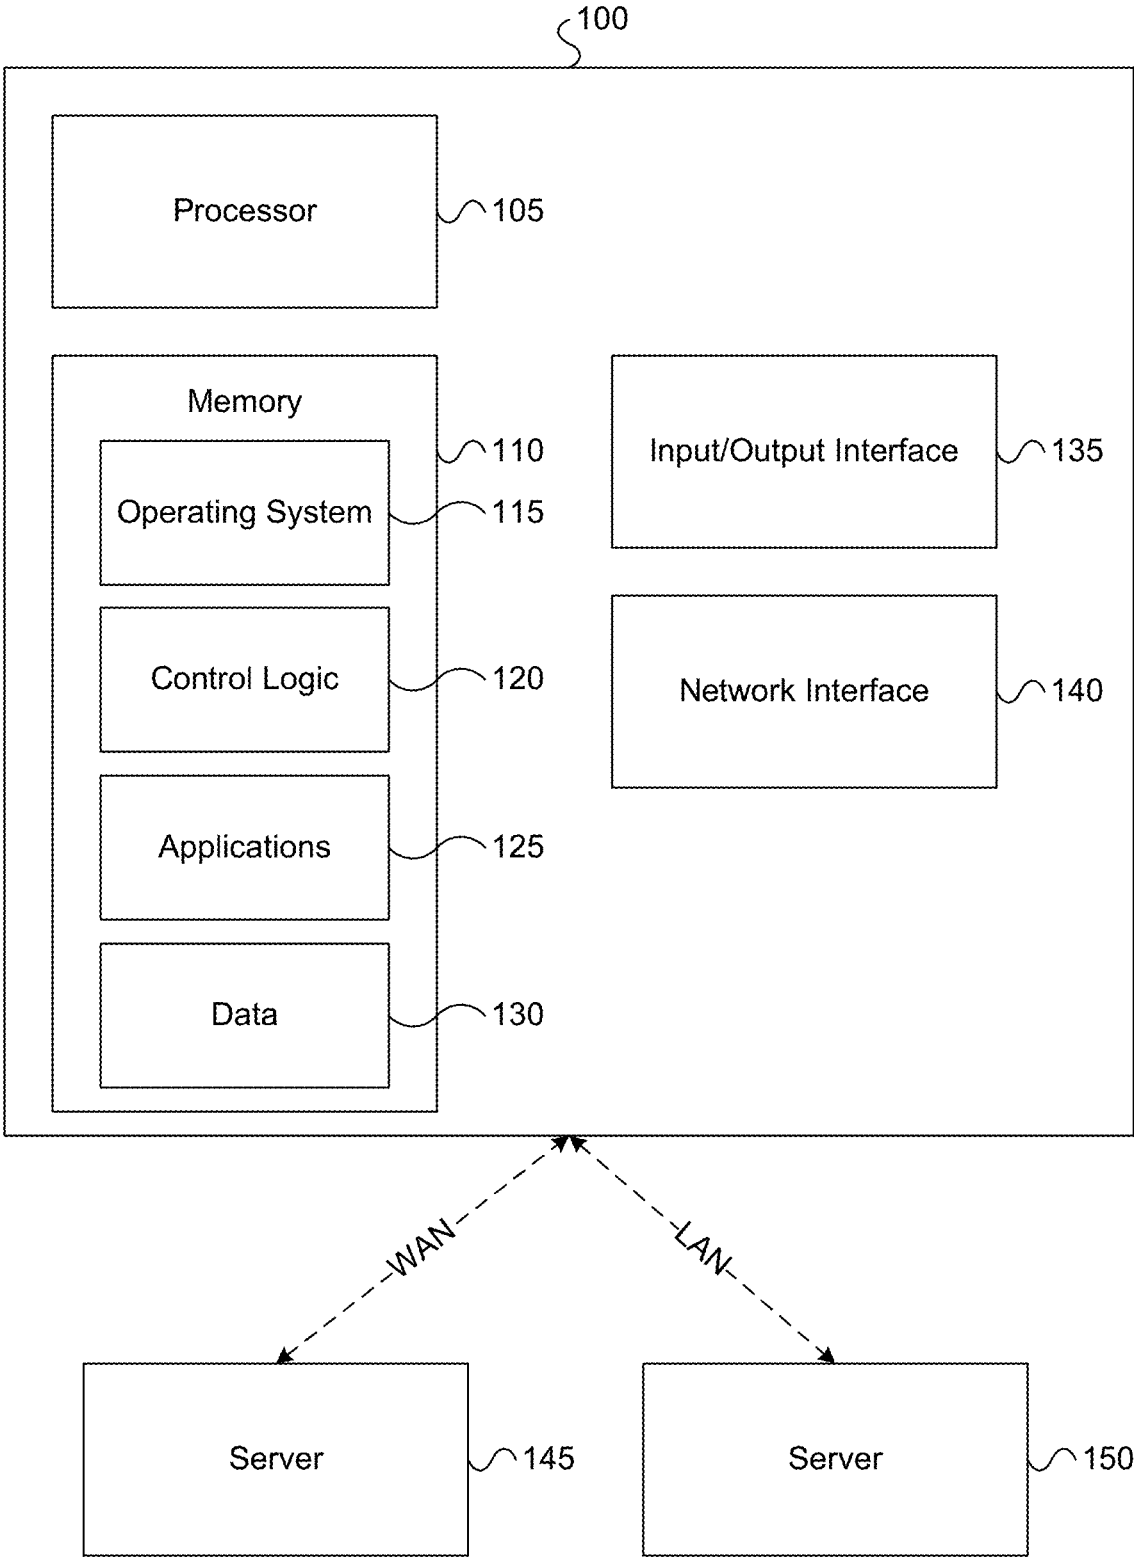 100
Processor
105
Memory
110
Operating System
115
Control Logic
120
Applications
125
Data
130
Input/Output Interface
135
Network Interface
140
WAN
LAN
Server
145
Server
150